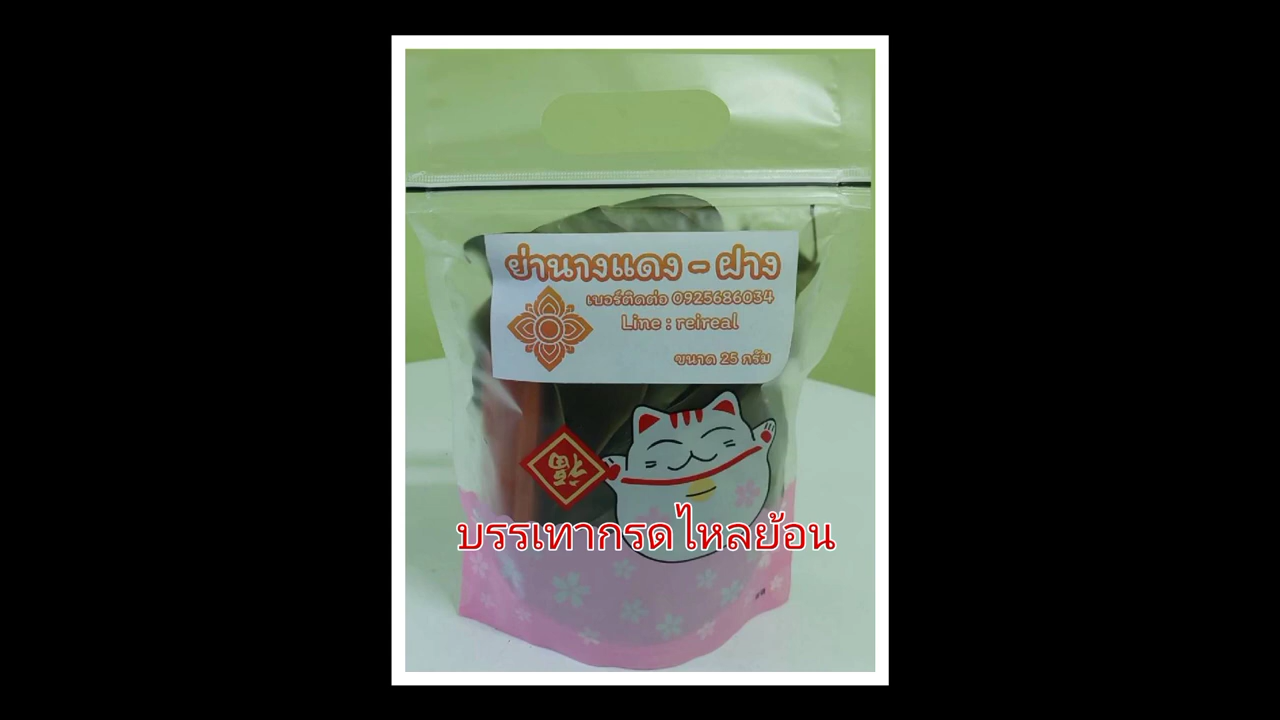 ย่านางแดง - ฝาง
เบอร์ติดต่อ 0925686034
Line : reireal
ขนาด 25 กรัม
福
บรรเทากรดไหลย้อน